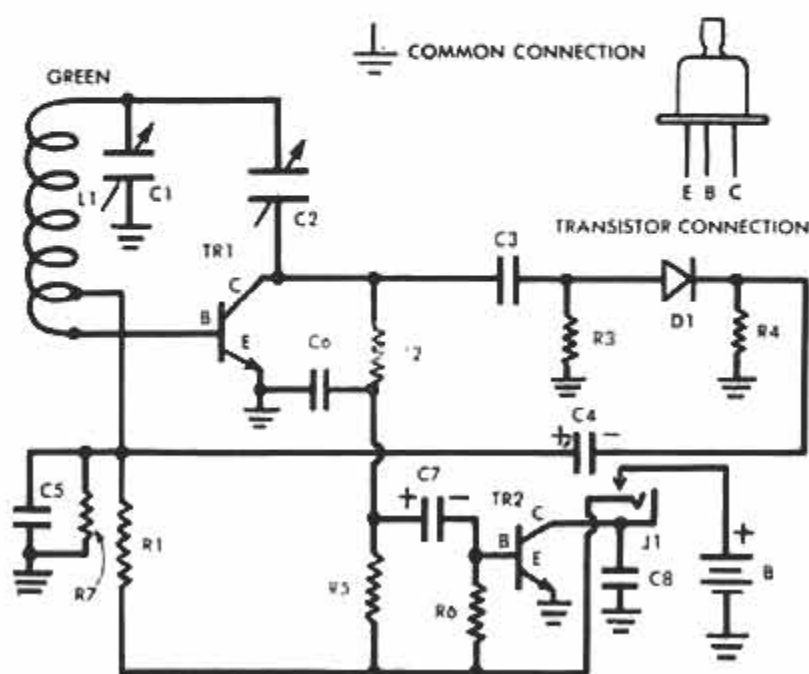 COMMON CONNECTION
GREEN
L1
C1
C2
E B C
TRANSISTOR CONNECTION
TR1
C
B
E
C3
D1
R3
R4
C4
+
-
C5
R7
R1
C7
+
-
TR2
C
B
E
R6
J1
C8
+
B